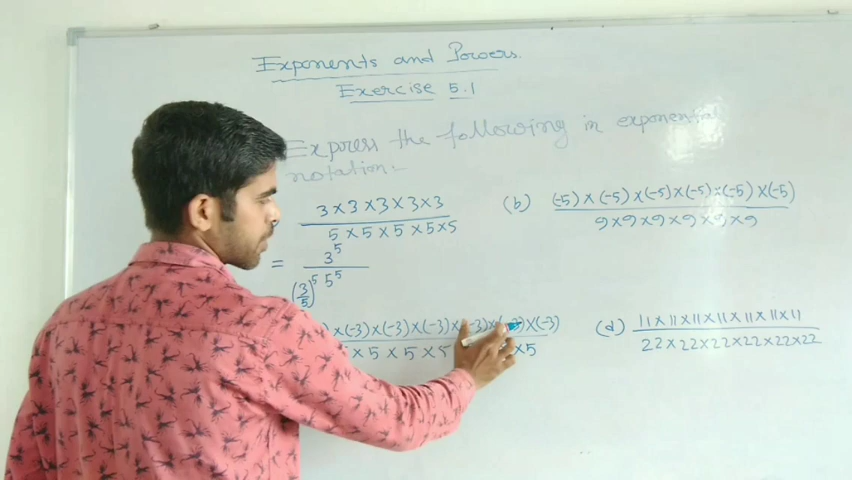 Exponents and Powers.
Exercise 5.1
Express the following in exponential
notation:-
3×3×3×3×3
5×5×5×5×5
= 3⁵
5⁵
(3/5)⁵
(b) (-5)×(-5)×(-5)×(-5)×(-5)×(-5)
9×9×9×9×9×9
×(-3)×(-3)×(-3)× ×(-3)
×5×5×5 ×5
(d) 11×11×11×11×11×11×11
22×22×22×22×22×22